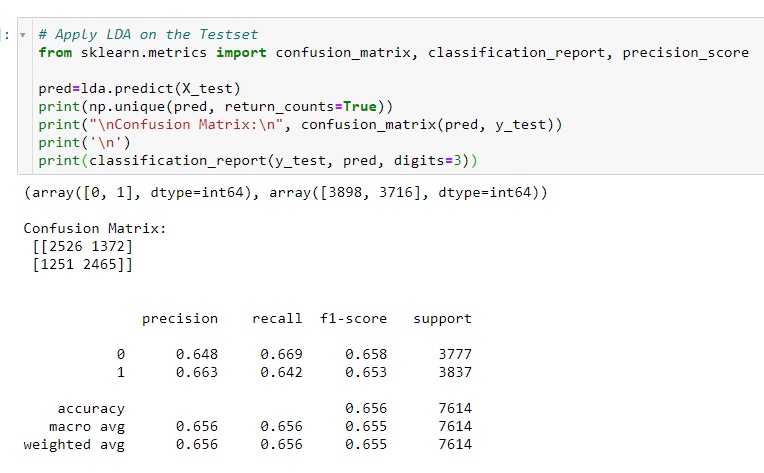 ]: ▾ # Apply LDA on the Testset
from sklearn.metrics import confusion_matrix, classification_report, precision_score
pred=lda.predict(X_test)
print(np.unique(pred, return_counts=True))
print("\nConfusion Matrix:\n", confusion_matrix(pred, y_test))
print('\n')
print(classification_report(y_test, pred, digits=3))
(array([0, 1], dtype=int64), array([3898, 3716], dtype=int64))
Confusion Matrix:
[[2526 1372]
[1251 2465]]
precision recall f1-score support
0 0.648 0.669 0.658 3777
1 0.663 0.642 0.653 3837
accuracy 0.656 7614
macro avg 0.656 0.656 0.655 7614
weighted avg 0.656 0.656 0.655 7614